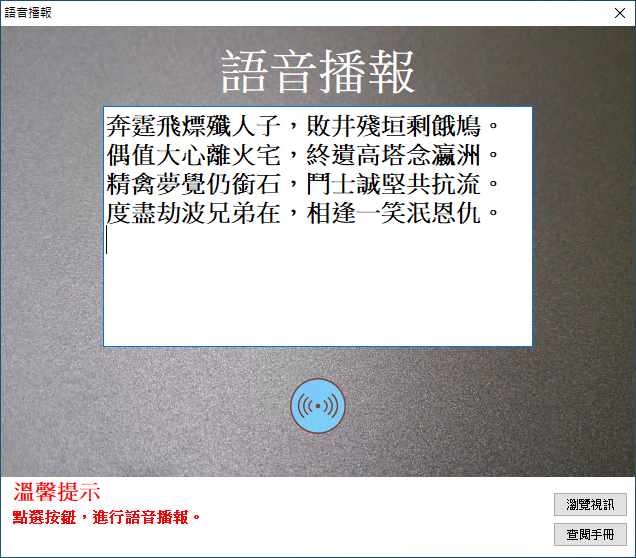 語音播報
語音播報
奔霆飛熛殲人子，敗井殘垣剩餓鳩。
偶值大心離火宅，終遺高塔念瀛洲。
精禽夢覺仍銜石，鬥士誠堅共抗流。
度盡劫波兄弟在，相逢一笑泯恩仇。
溫馨提示
點選按鈕，進行語音播報。
瀏覽視訊
查閱手冊